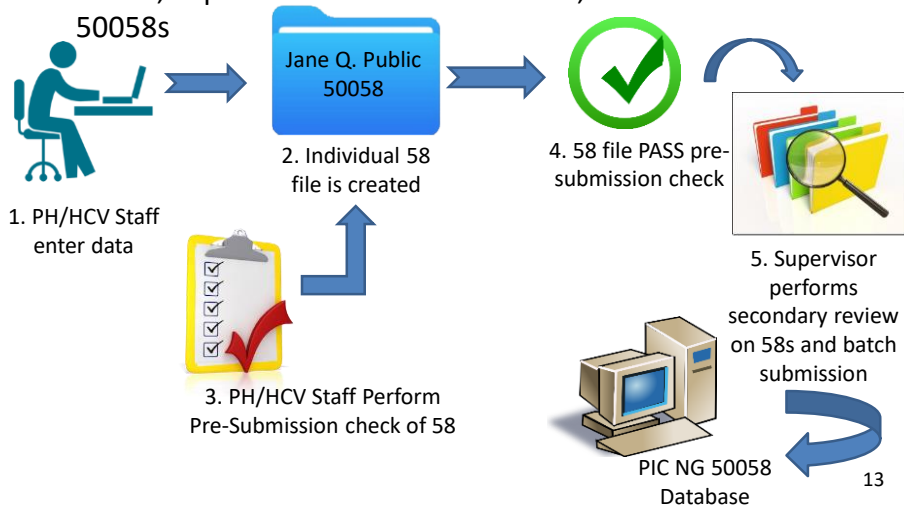 50058s
Jane Q. Public
50058
2. Individual 58
file is created
4. 58 file PASS pre-
submission check
1. PH/HCV Staff
enter data
3. PH/HCV Staff Perform
Pre-Submission check of 58
5. Supervisor
performs
secondary review
on 58s and batch
submission
PIC NG 50058
Database
13